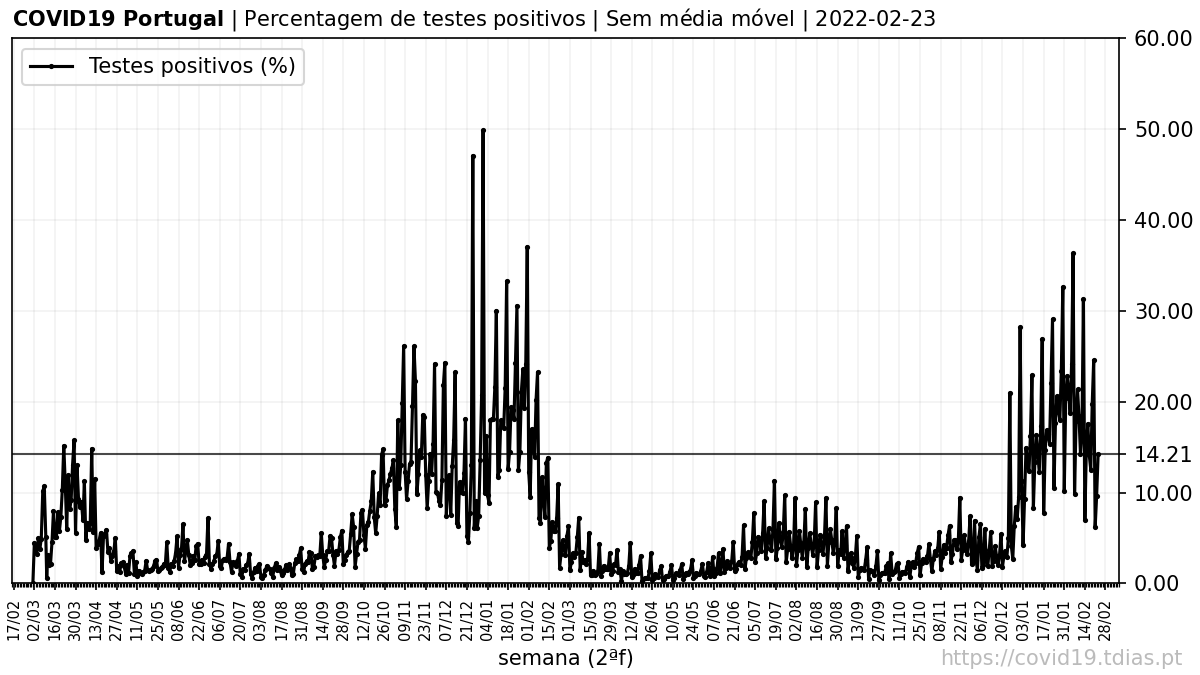 COVID19 Portugal | Percentagem de testes positivos | Sem média móvel | 2022-02-23
Testes positivos (%)
60.00
50.00
40.00
30.00
20.00
14.21
10.00
0.00
17/02 02/03 16/03 30/03 13/04 27/04 11/05 25/05 08/06 22/06 06/07 20/07 03/08 17/08 31/08 14/09 28/09 12/10 26/10 09/11 23/11 07/12 21/12 04/01 18/01 01/02 15/02 01/03 15/03 29/03 12/04 26/04 10/05 24/05 07/06 21/06 05/07 19/07 02/08 16/08 30/08 13/09 27/09 11/10 25/10 08/11 22/11 06/12 20/12 03/01 17/01 31/01 14/02 28/02
semana (2ªf)
https://covid19.tdias.pt